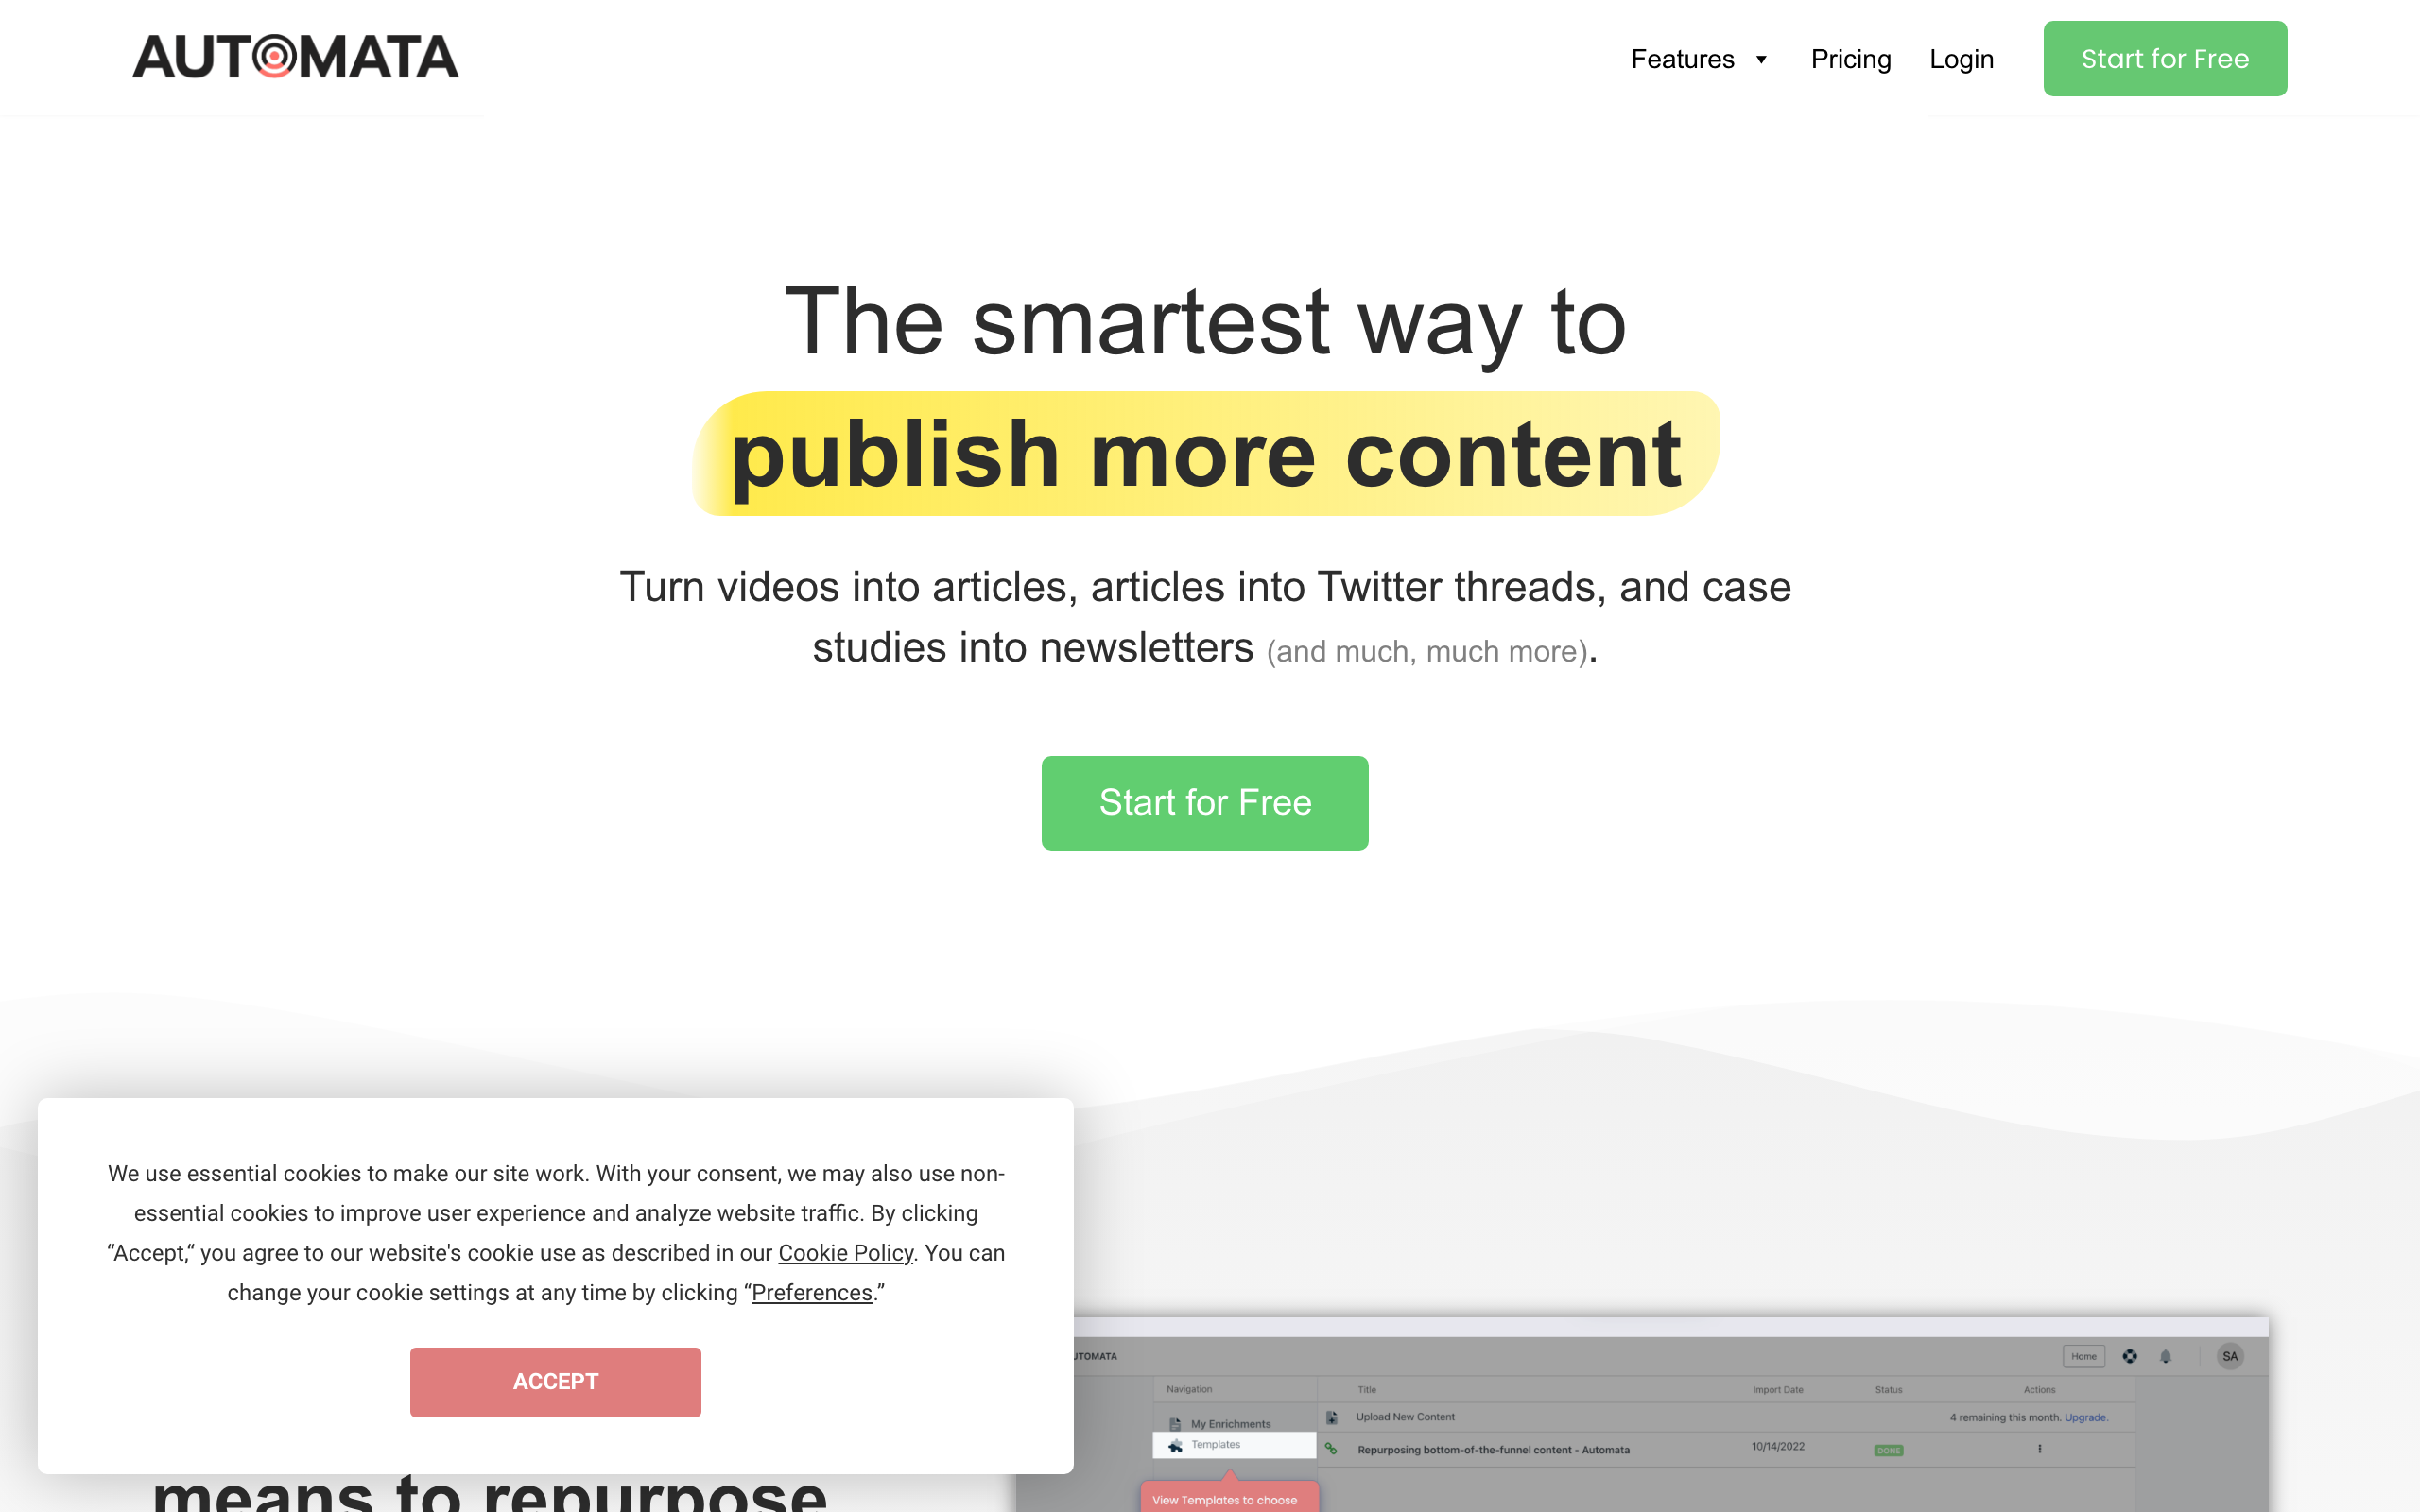 AUTOMATA
Features
Pricing
Login
Start for Free
The smartest way to
publish more content
Turn videos into articles, articles into Twitter threads, and case
studies into newsletters (and much, much more).
Start for Free
We use essential cookies to make our site work. With your consent, we may also use non-
essential cookies to improve user experience and analyze website traffic. By clicking
“Accept,“ you agree to our website's cookie use as described in our Cookie Policy. You can
change your cookie settings at any time by clicking “Preferences.”
ACCEPT
means to repurpose
UTOMATA
Home
SA
Navigation
Title
Import Date
Status
Actions
My Enrichments
Upload New Content
4 remaining this month. Upgrade.
Templates
Repurposing bottom-of-the-funnel content - Automata
10/14/2022
DONE
View Templates to choose